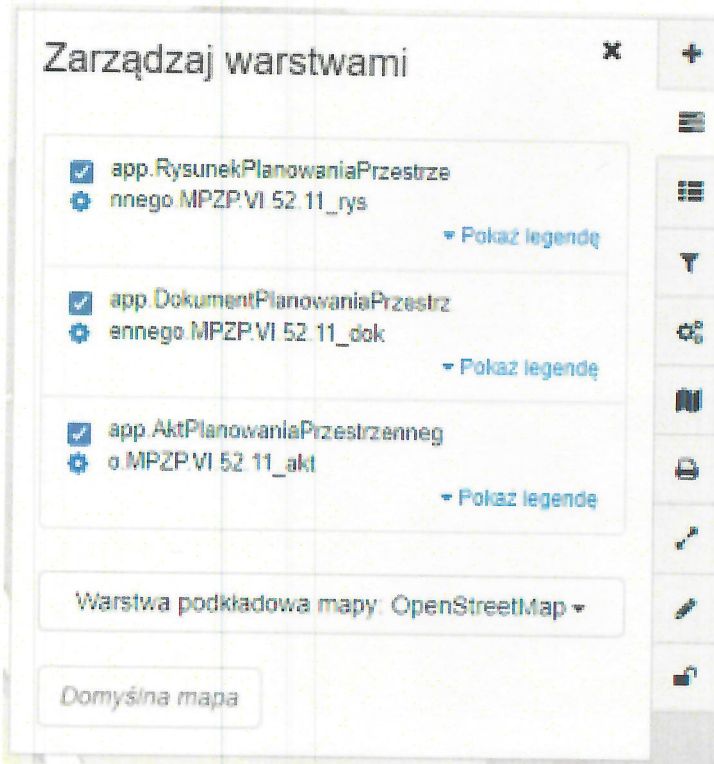 Zarządzaj warstwami
app.RysunekPlanowaniaPrzestrze
nnego.MPZP.VI.52.11_rys
Pokaż legendę
app.DokumentPlanowaniaPrzestrz
ennego.MPZP.VI.52.11_dok
Pokaż legendę
app.AktPlanowaniaPrzestrzenneg
o.MPZP.VI.52.11_akt
Pokaż legendę
Warstwa podkładowa mapy: OpenStreetMap
Domyślna mapa